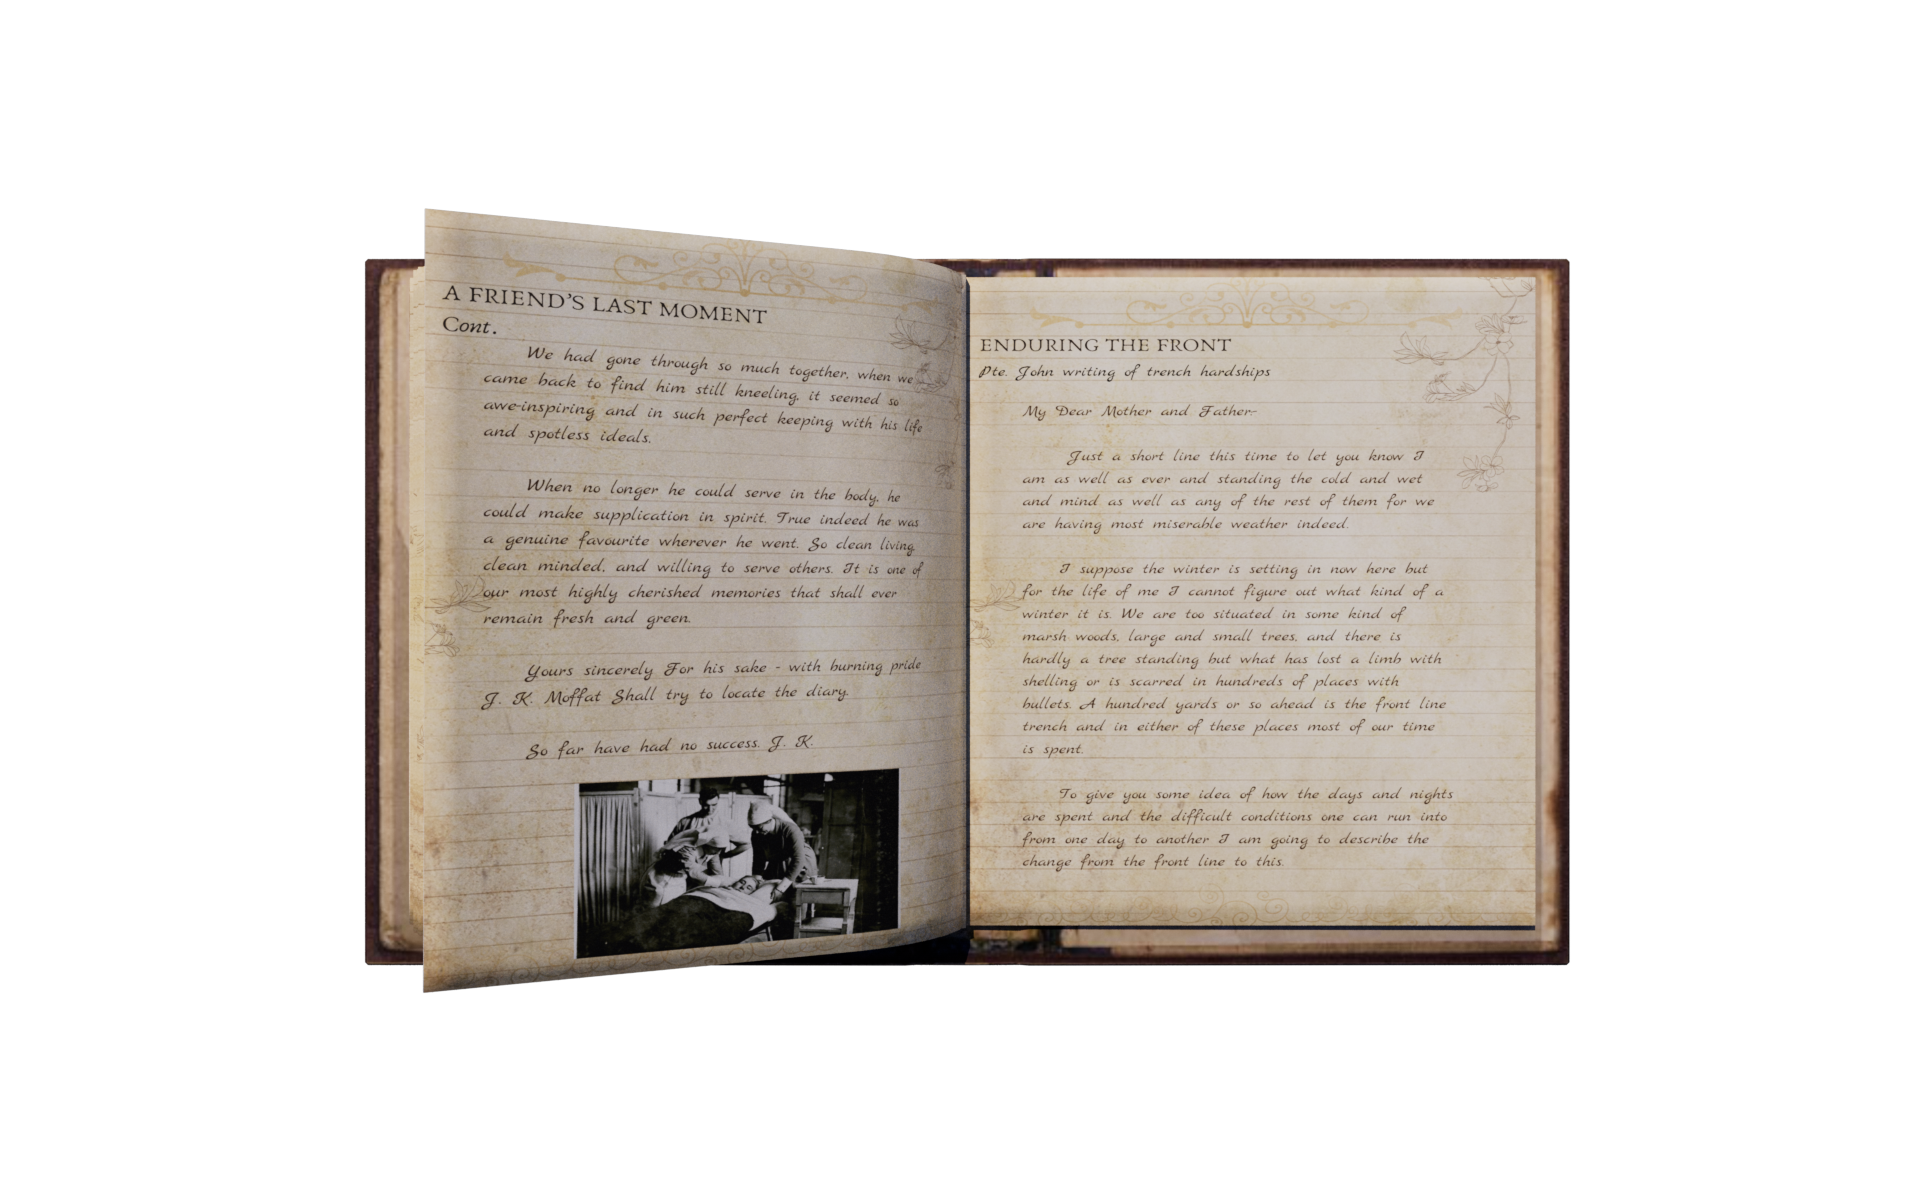 A FRIEND'S LAST MOMENT
Cont.
We had gone through so much together, when we
came back to find him still kneeling, it seemed so
awe-inspiring and in such perfect keeping with his life
and spotless ideals.
When no longer he could serve in the body, he
could make supplication in spirit. True indeed he was
a genuine favourite wherever he went. So clean living,
clean minded, and willing to serve others. It is one of
our most highly cherished memories that shall ever
remain fresh and green.
Yours sincerely For his sake - with burning pride
J. K. Moffat Shall try to locate the diary.
So far have had no success. J. K.
ENDURING THE FRONT
Pte. John writing of trench hardships
My Dear Mother and Father:-
Just a short line this time to let you know I
am as well as ever and standing the cold and wet
and mind as well as any of the rest of them for we
are having most miserable weather indeed.
I suppose the winter is setting in now here but
for the life of me I cannot figure out what kind of a
winter it is. We are too situated in some kind of
marsh woods, large and small trees, and there is
hardly a tree standing but what has lost a limb with
shelling or is scarred in hundreds of places with
bullets. A hundred yards or so ahead is the front line
trench and in either of these places most of our time
is spent.
To give you some idea of how the days and nights
are spent and the difficult conditions one can run into
from one day to another I am going to describe the
change from the front line to this.